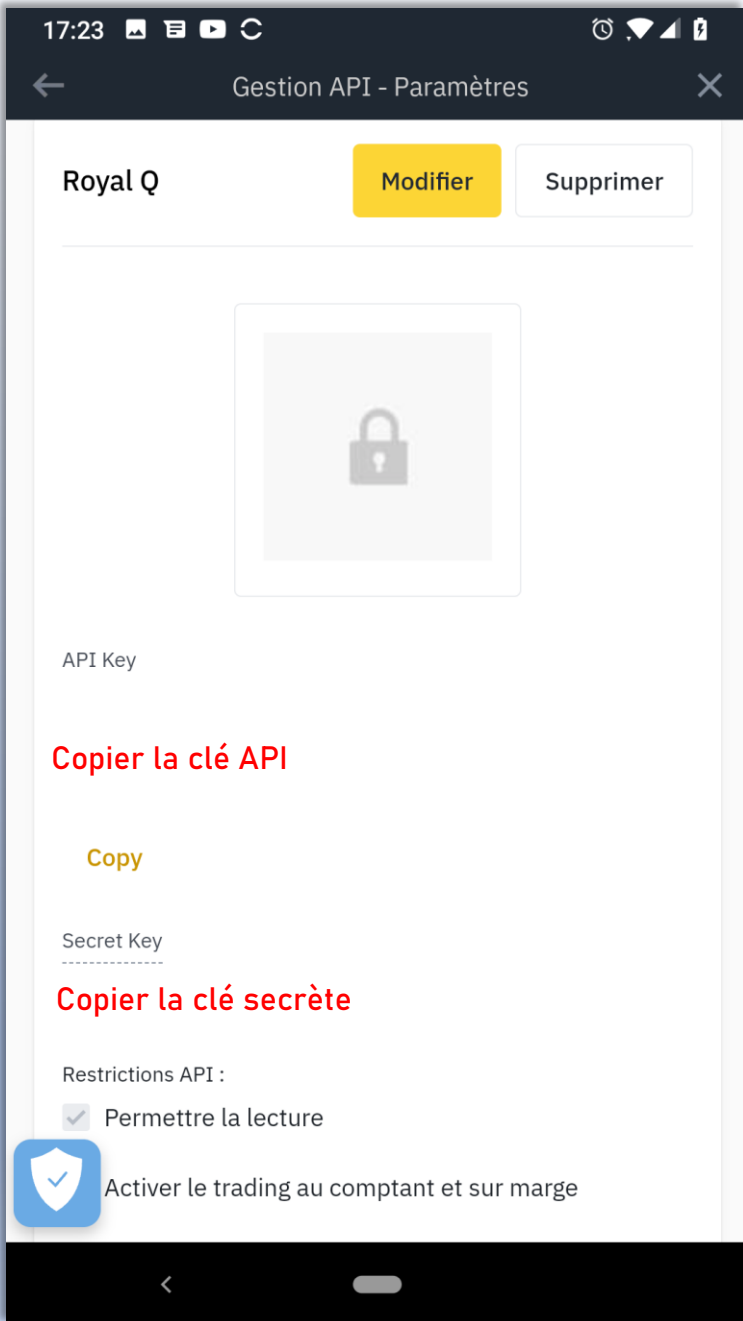 17:23
Gestion API - Paramètres
Royal Q
Modifier
Supprimer
API Key
Copier la clé API
Copy
Secret Key
Copier la clé secrète
Restrictions API :
Permettre la lecture
Activer le trading au comptant et sur marge